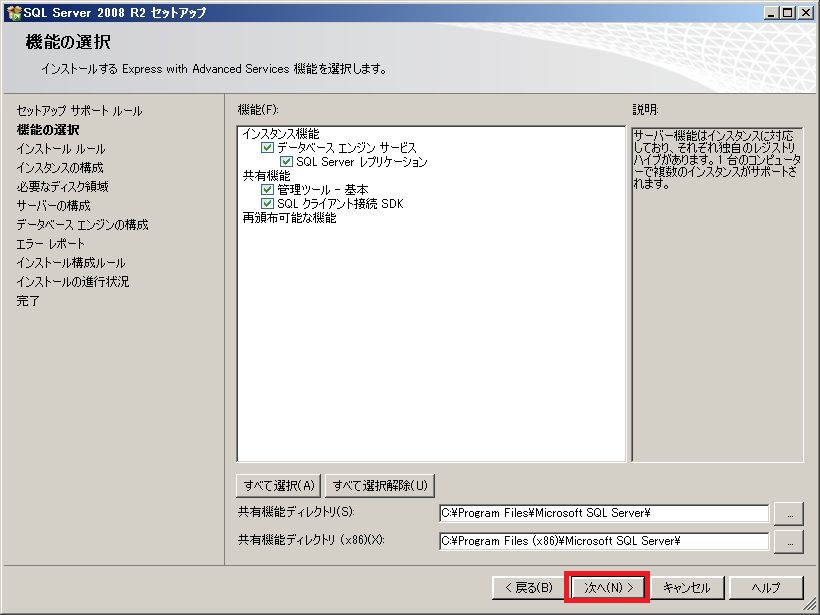 SQL Server 2008 R2 セットアップ
機能の選択
インストールする Express with Advanced Services 機能を選択します。
セットアップ サポート ルール
機能の選択
インストール ルール
インスタンスの構成
必要なディスク領域
サーバーの構成
データベース エンジンの構成
エラー レポート
インストール構成ルール
インストールの進行状況
完了
機能(F):
インスタンス機能
データベース エンジン サービス
SQL Server レプリケーション
共有機能
管理ツール - 基本
SQL クライアント接続 SDK
再頒布可能な機能
説明:
サーバー機能はインスタンスに対応
しており、それぞれ独自のレジストリ
ハイブがあります。1 台のコンピュータ
ーで複数のインスタンスがサポートさ
れます。
すべて選択(A)
すべて選択解除(U)
共有機能ディレクトリ(S):
C:¥Program Files¥Microsoft SQL Server¥
...
共有機能ディレクトリ (x86)(X):
C:¥Program Files (x86)¥Microsoft SQL Server¥
...
< 戻る(B)
次へ(N) >
キャンセル
ヘルプ